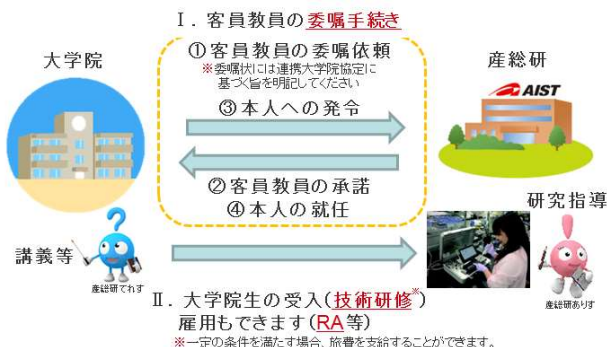 Ⅰ. 客員教員の委嘱手続き
大学院
①客員教員の委嘱依頼
※委嘱状には連携大学院協定に
基づく旨を明記してください
③本人への発令
産総研
AIST
②客員教員の承諾
④本人の就任
研究指導
講義等
産総研てれす
産総研ありす
Ⅱ. 大学院生の受入(技術研修※)
雇用もできます(RA等)
※一定の条件を満たす場合、旅費を支給することができます。